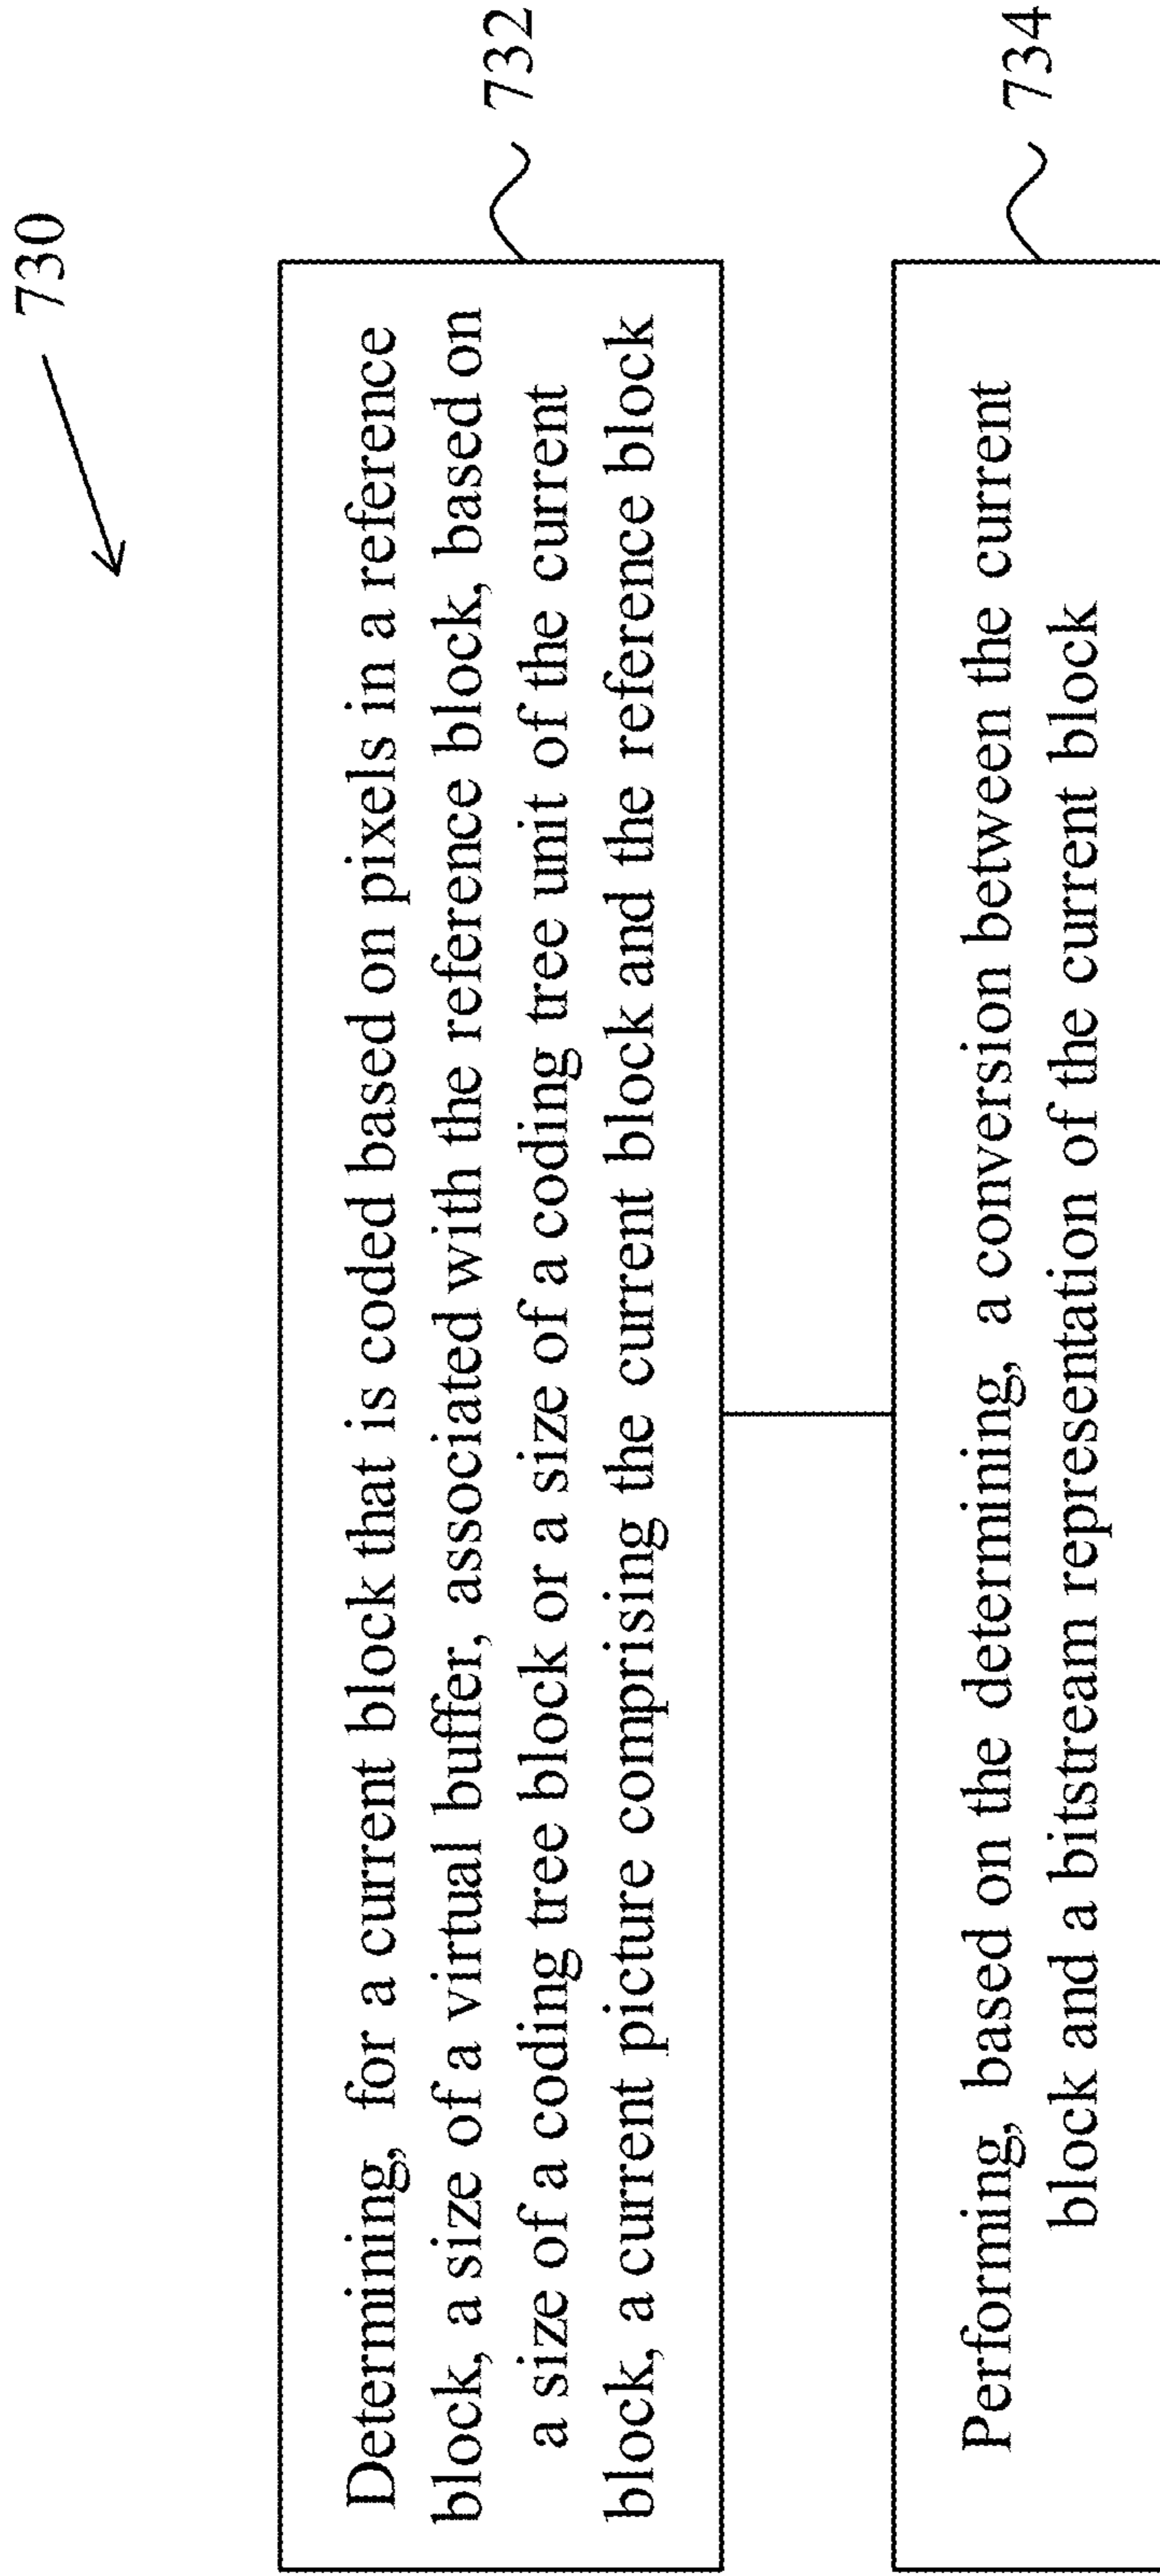 730
Determining, for a current block that is coded based on pixels in a reference
block, a size of a virtual buffer, associated with the reference block, based on
a size of a coding tree block or a size of a coding tree unit of the current
block, a current picture comprising the current block and the reference block
732
Performing, based on the determining, a conversion between the current
block and a bitstream representation of the current block
734